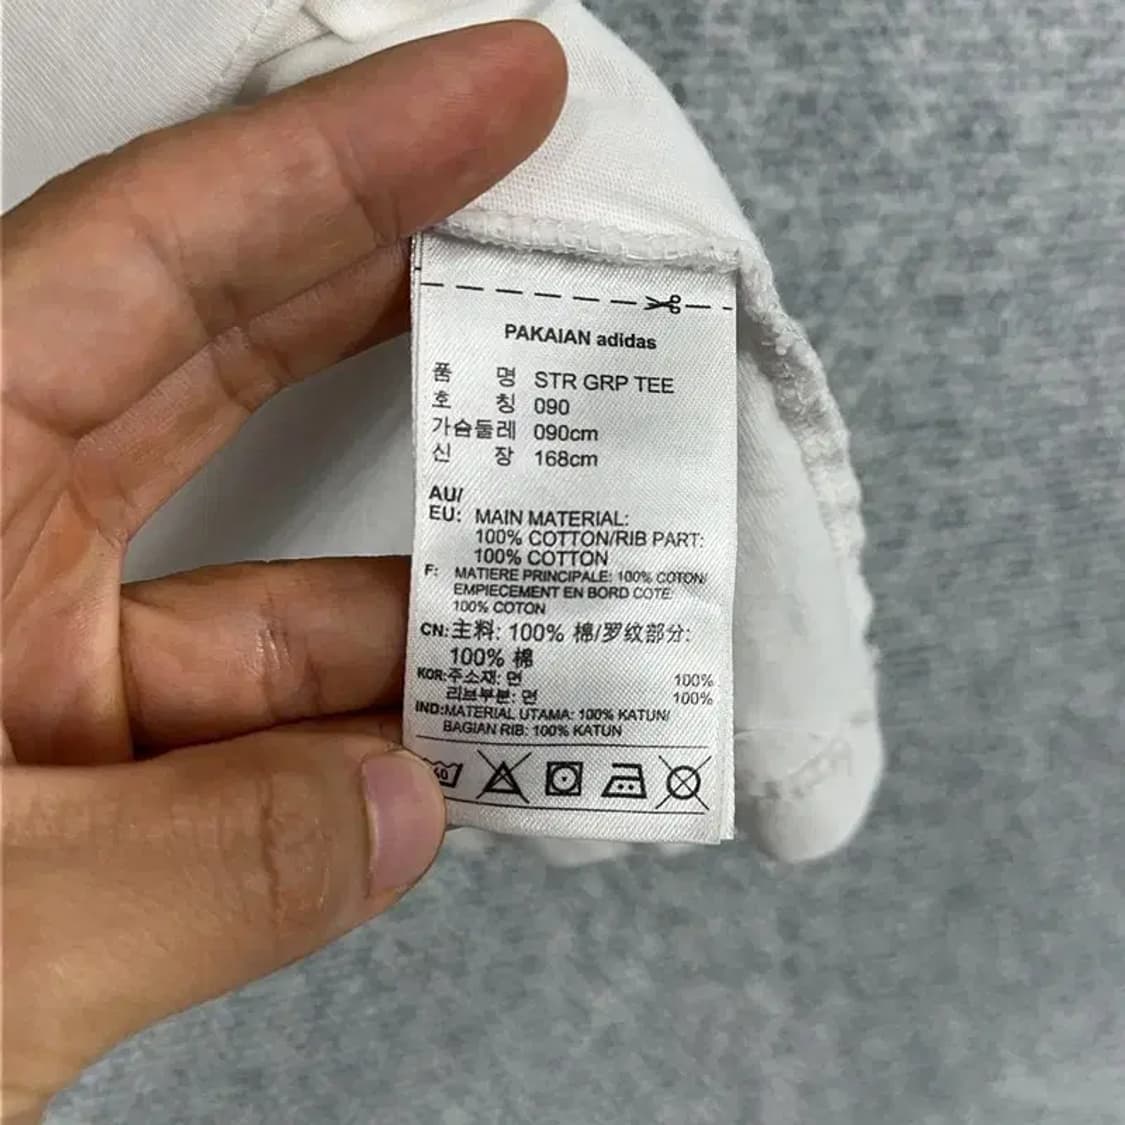 PAKAIAN adidas
품 명 STR GRP TEE
호 칭 090
가슴둘레 090cm
신 장 168cm
AU/
EU: MAIN MATERIAL:
100% COTTON/RIB PART:
100% COTTON
F: MATIERE PRINCIPALE: 100% COTON/
EMPIECEMENT EN BORD COTE:
100% COTON
CN:主料: 100% 棉/罗纹部分:
100% 棉
KOR:주소재: 면 100%
리브부분: 면 100%
IND:MATERIAL UTAMA: 100% KATUN/
BAGIAN RIB: 100% KATUN
40